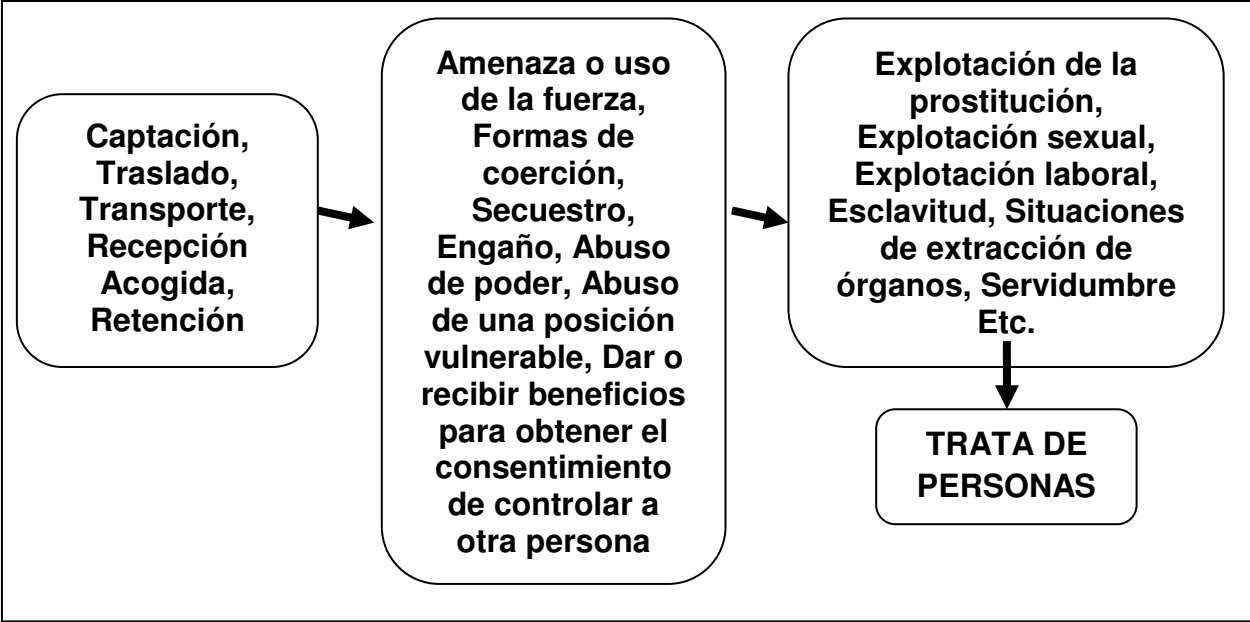 Captación,
Traslado,
Transporte,
Recepción
Acogida,
Retención
Amenaza o uso
de la fuerza,
Formas de
coerción,
Secuestro,
Engaño, Abuso
de poder, Abuso
de una posición
vulnerable, Dar o
recibir beneficios
para obtener el
consentimiento
de controlar a
otra persona
Explotación de la
prostitución,
Explotación sexual,
Explotación laboral,
Esclavitud, Situaciones
de extracción de
órganos, Servidumbre
Etc.
TRATA DE
PERSONAS